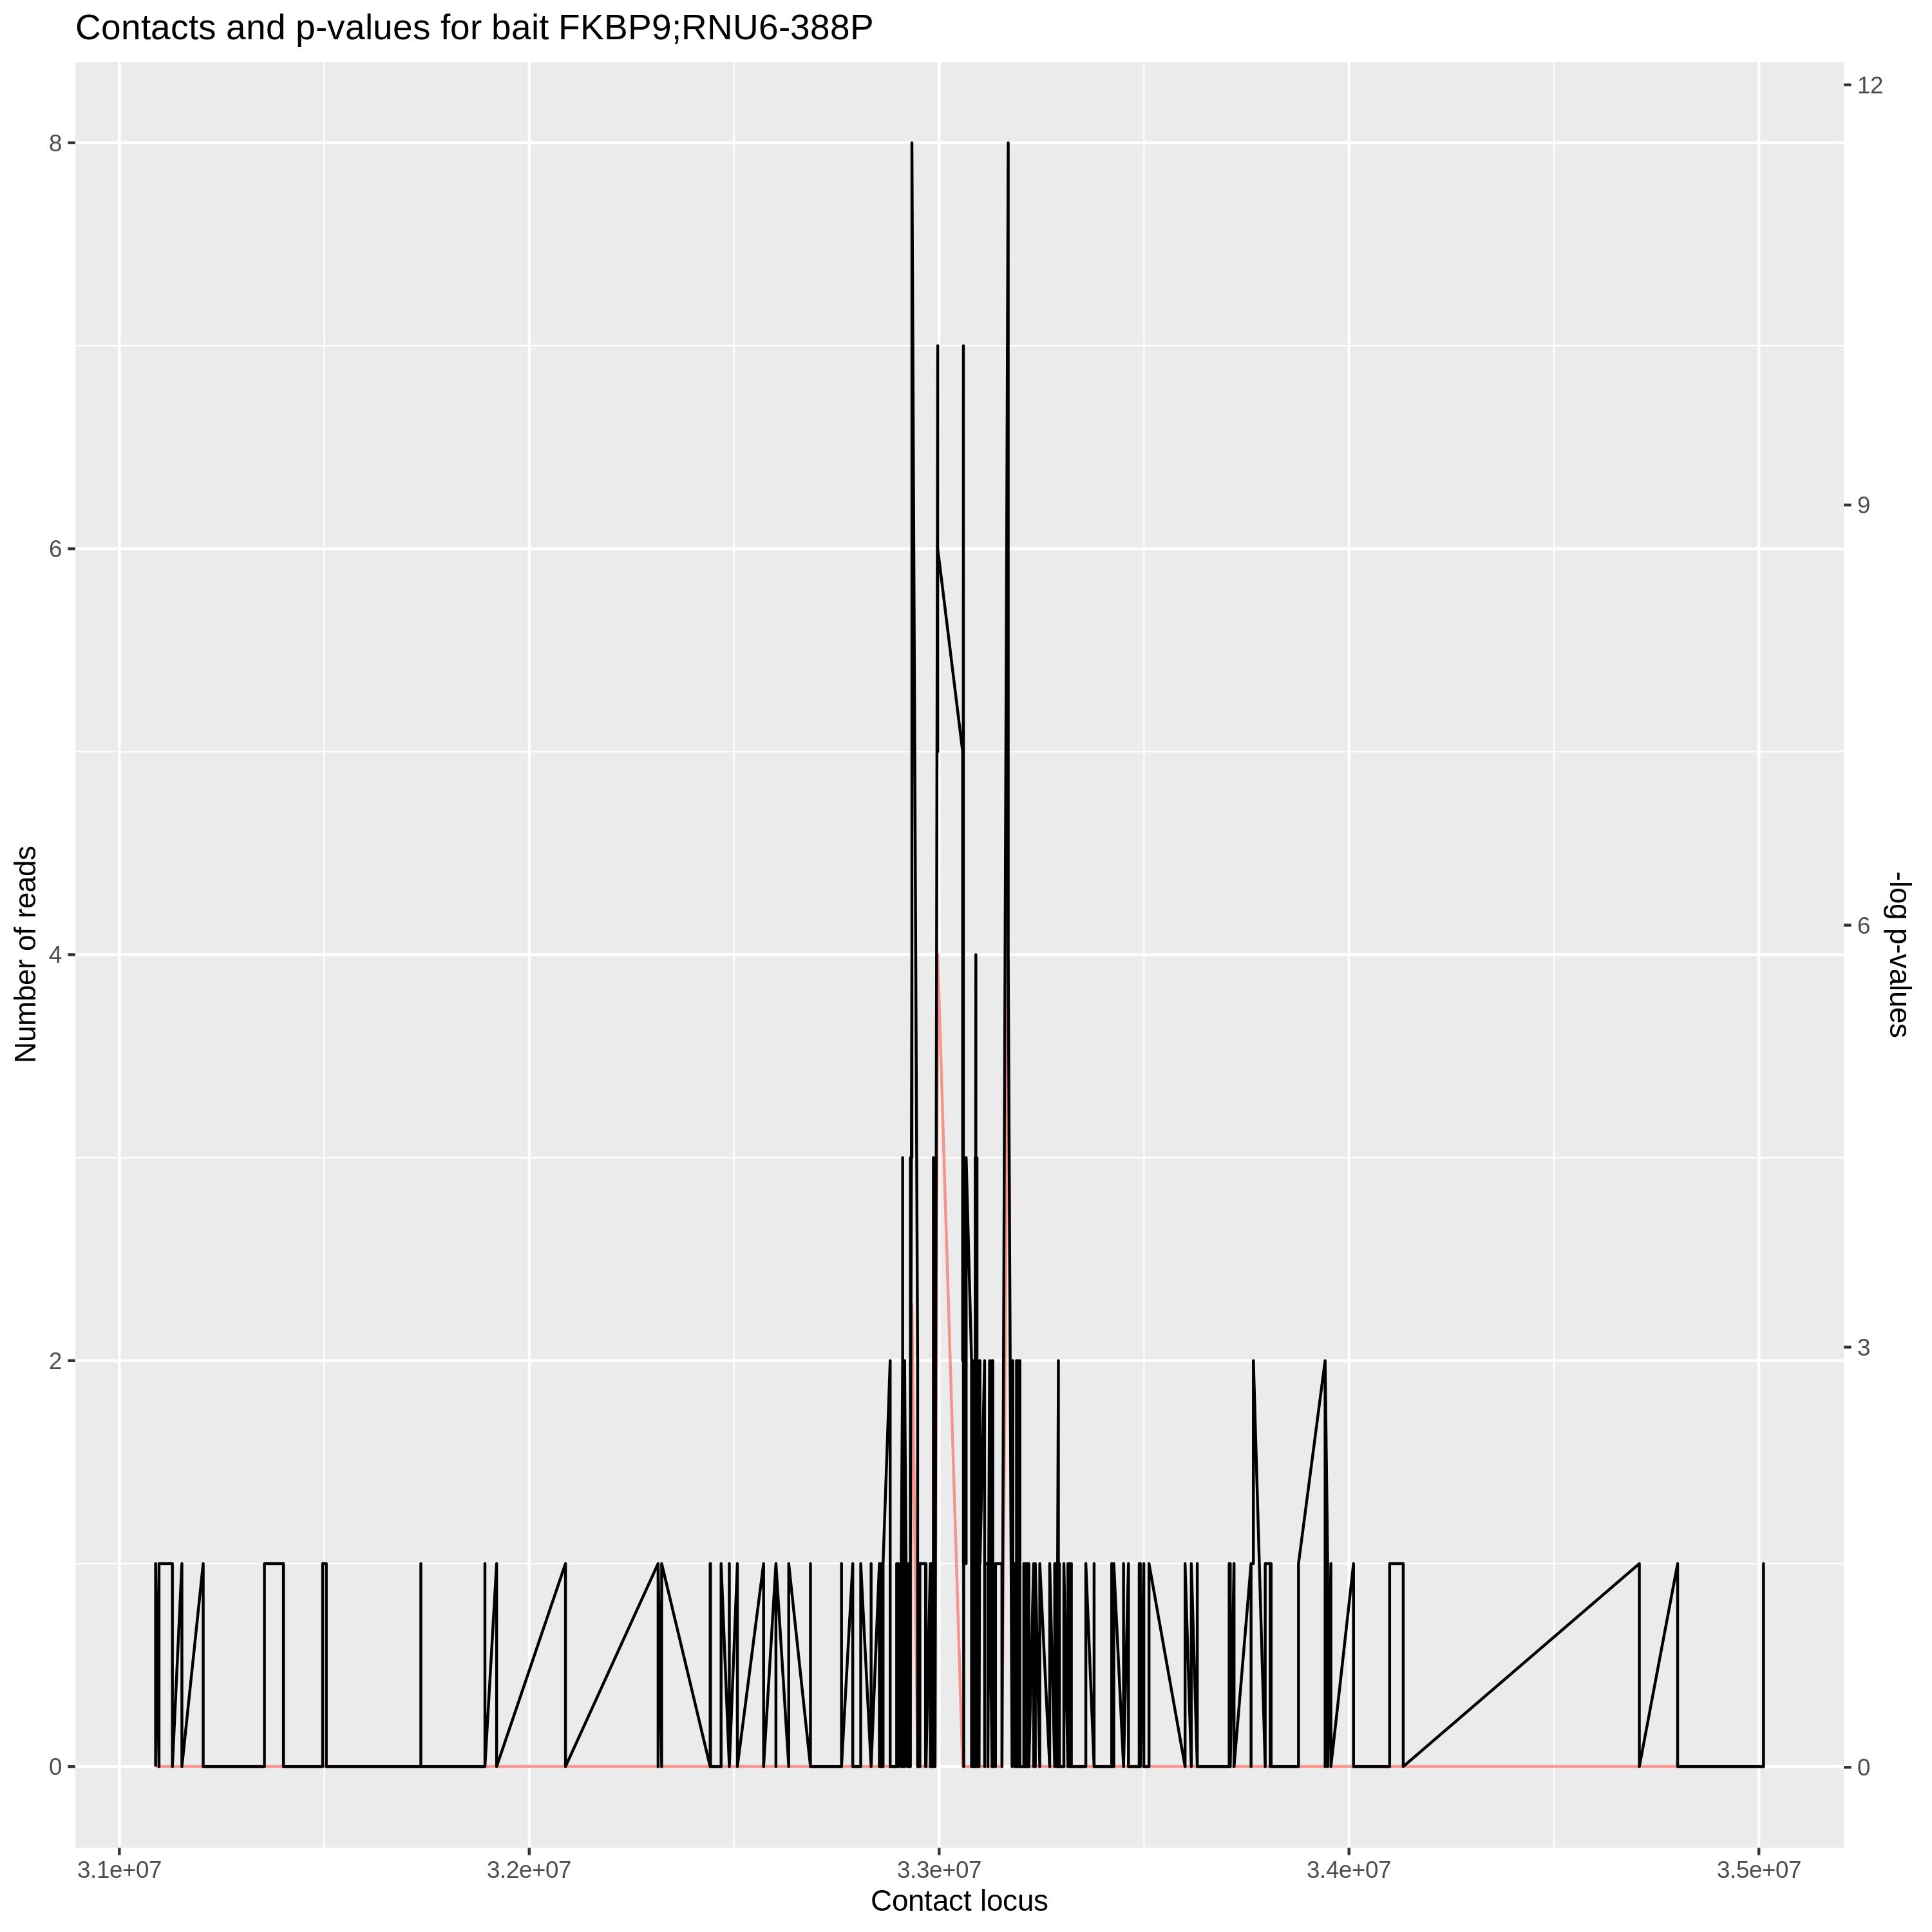 Contacts and p-values for bait FKBP9;RNU6-388P
12
8
9
6
6
4
3
2
0
0
Number of reads
-log p-values
3.1e+07 3.2e+07 3.3e+07 3.4e+07 3.5e+07
Contact locus